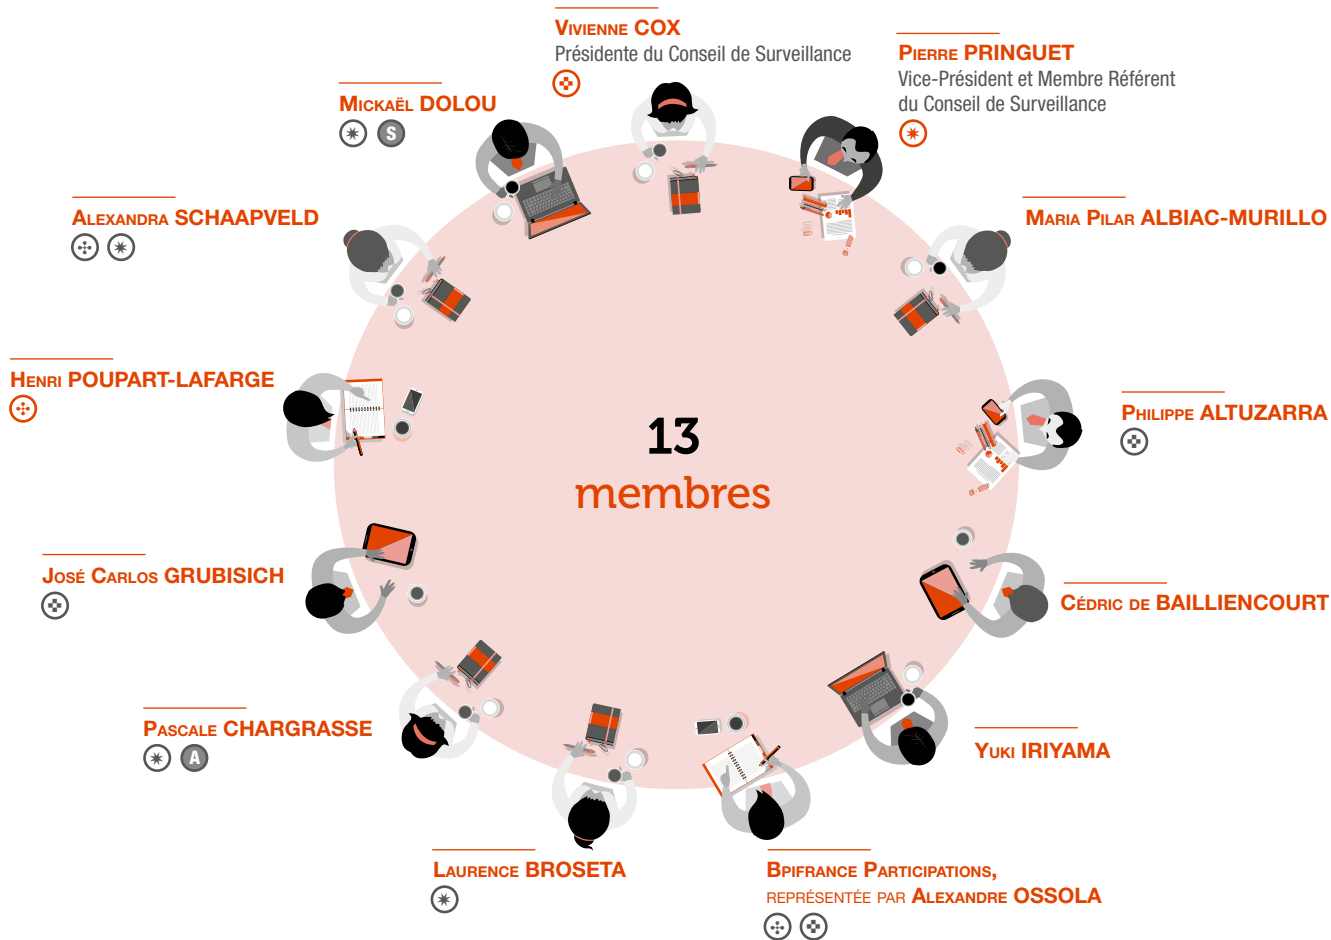 Vivienne COX
Présidente du Conseil de Surveillance
Pierre PRINGUET
Vice-Président et Membre Référent
du Conseil de Surveillance
Mickaël DOLOU
S
Alexandra SCHAAPVELD
Maria Pilar ALBIAC-MURILLO
Henri POUPART-LAFARGE
Philippe ALTUZARRA
13
membres
José Carlos GRUBISICH
Cédric de BAILLIENCOURT
Pascale CHARGRASSE
A
Yuki IRIYAMA
Laurence BROSETA
Bpifrance Participations,
représentée par Alexandre OSSOLA